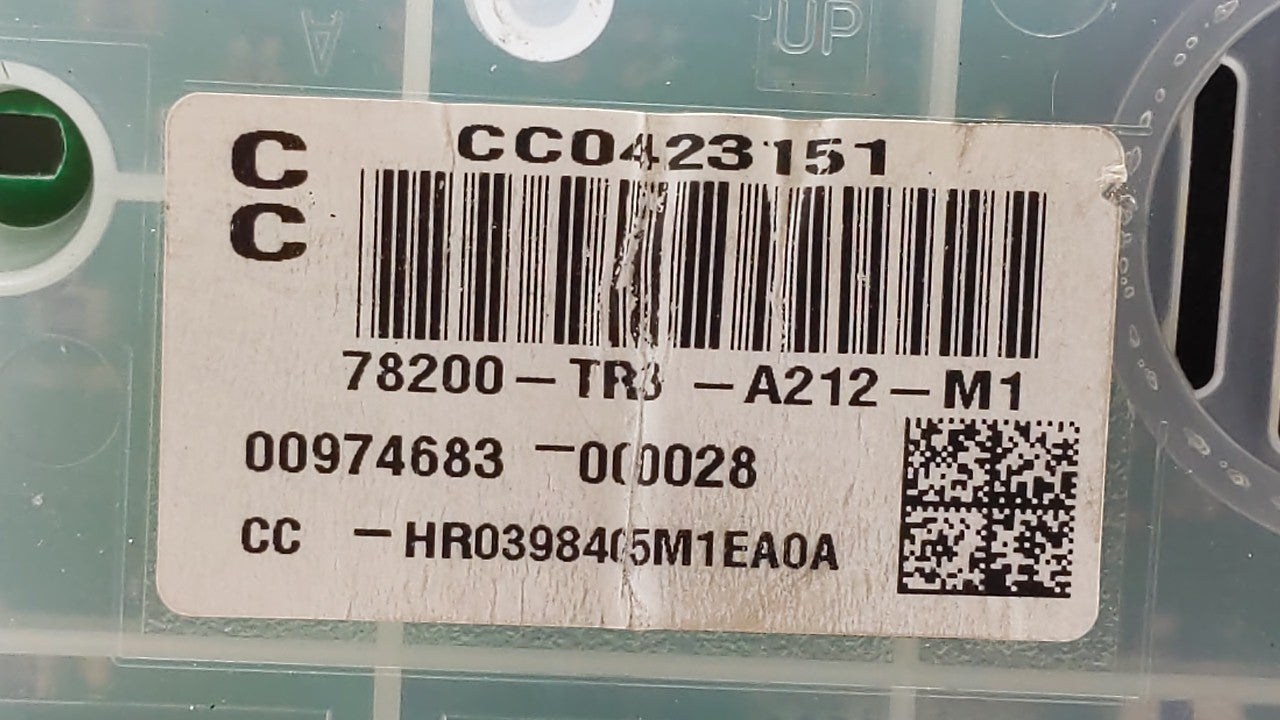 UP
C
C
CC0423151
78200-TR3-A212-M1
00974683-000028
CC -HR0398405M1EA0A